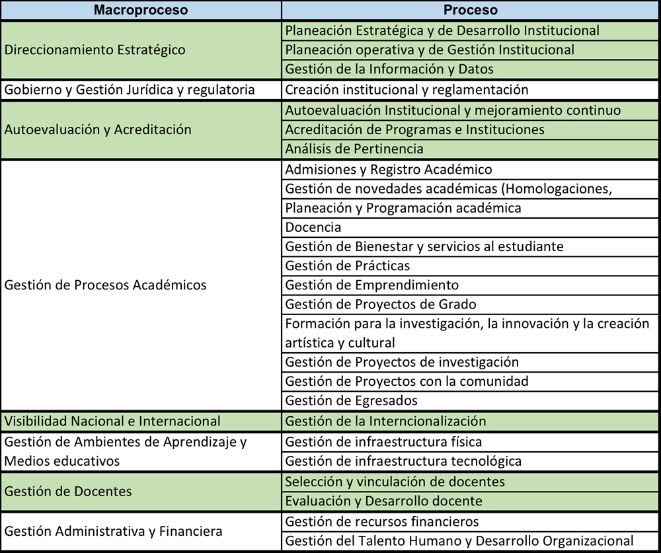 Macroproceso Proceso
Direccionamiento Estratégico
Planeación Estratégica y de Desarrollo Institucional
Planeación operativa y de Gestión Institucional
Gestión de la Información y Datos
Gobierno y Gestión Jurídica y regulatoria
Creación institucional y reglamentación
Autoevaluación y Acreditación
Autoevaluación Institucional y mejoramiento continuo
Acreditación de Programas e Instituciones
Análisis de Pertinencia
Gestión de Procesos Académicos
Admisiones y Registro Académico
Gestión de novedades académicas (Homologaciones,
Planeación y Programación académica
Docencia
Gestión de Bienestar y servicios al estudiante
Gestión de Prácticas
Gestión de Emprendimiento
Gestión de Proyectos de Grado
Formación para la investigación, la innovación y la creación
artística y cultural
Gestión de Proyectos de investigación
Gestión de Proyectos con la comunidad
Gestión de Egresados
Visibilidad Nacional e Internacional
Gestión de la Interncionalización
Gestión de Ambientes de Aprendizaje y
Medios educativos
Gestión de infraestructura física
Gestión de infraestructura tecnológica
Gestión de Docentes
Selección y vinculación de docentes
Evaluación y Desarrollo docente
Gestión Administrativa y Financiera
Gestión de recursos financieros
Gestión del Talento Humano y Desarrollo Organizacional